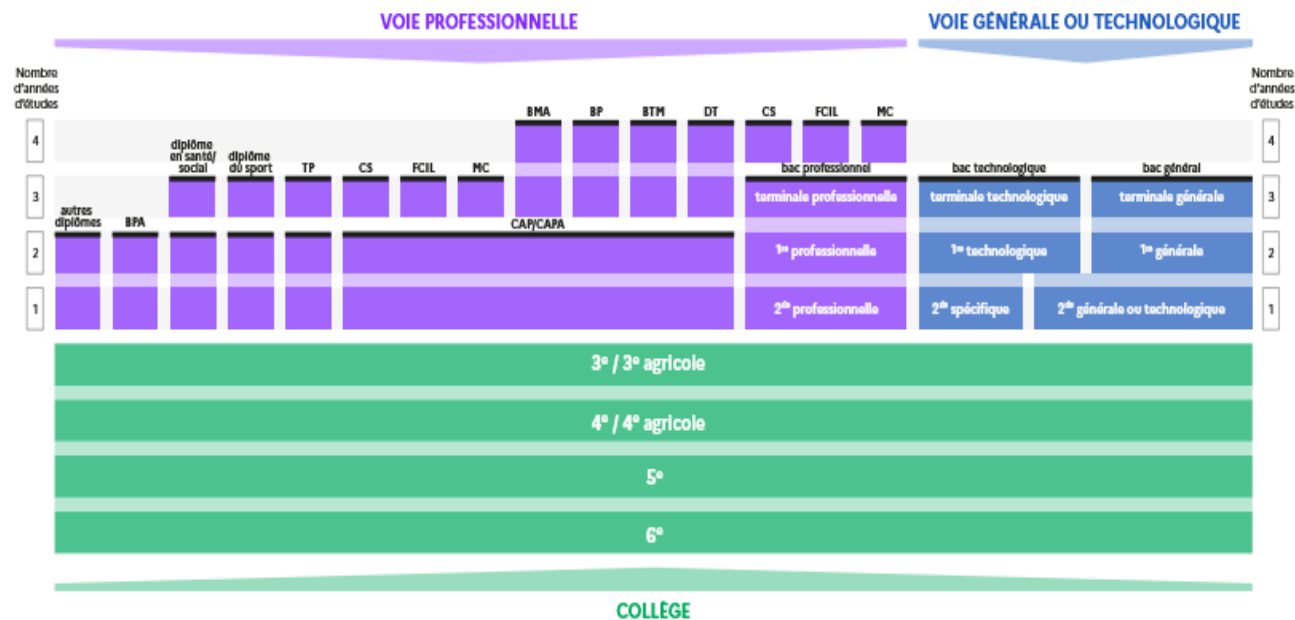 VOIE PROFESSIONNELLE
VOIE GÉNÉRALE OU TECHNOLOGIQUE
Nombre
d'années
d'études
Nombre
d'années
d'études
BMA BP BTM DT CS FCIL MC
4
4
diplôme
en santé/
social
diplôme
du sport
TP CS FCIL MC
bac professionnel
bac technologique
bac général
3
terminale professionnelle
terminale technologique
terminale générale
3
autres
diplômes
BPA
CAP/CAPA
2
1re professionnelle
1re technologique
1re générale
2
1
2de professionnelle
2de spécifique
2de générale ou technologique
1
3e / 3e agricole
4e / 4e agricole
5e
6e
COLLÈGE